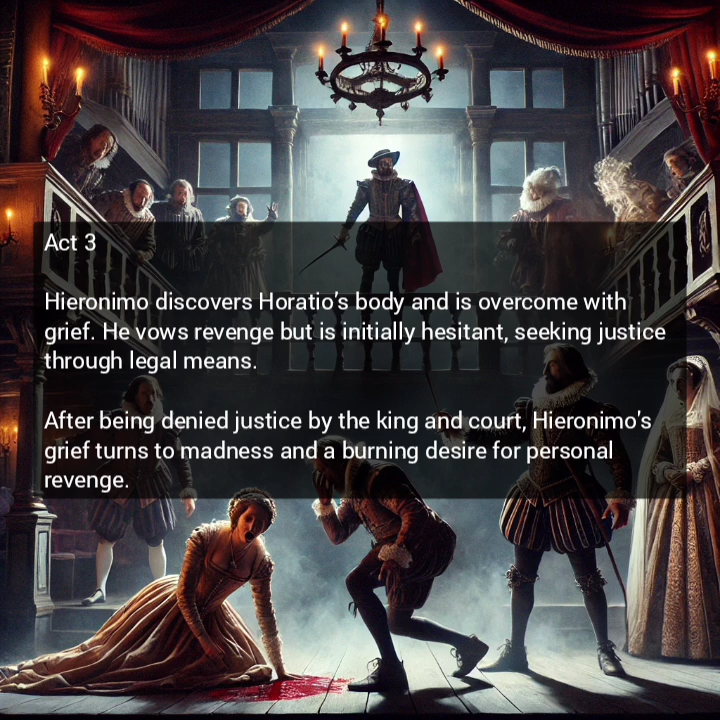 Act 3
Hieronimo discovers Horatio's body and is overcome with
grief. He vows revenge but is initially hesitant, seeking justice
through legal means.
After being denied justice by the king and court, Hieronimo's
grief turns to madness and a burning desire for personal
revenge.